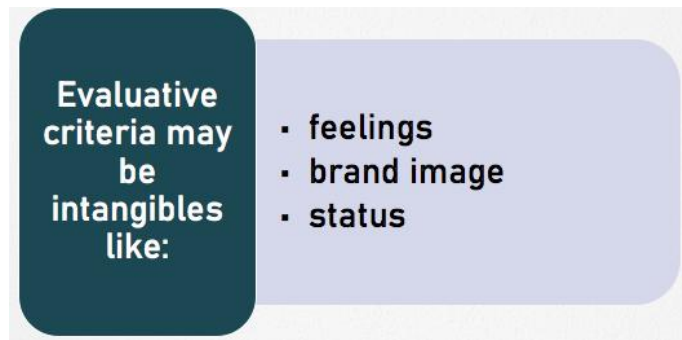 Evaluative
criteria may
be
intangibles
like:
▪ feelings
▪ brand image
▪ status